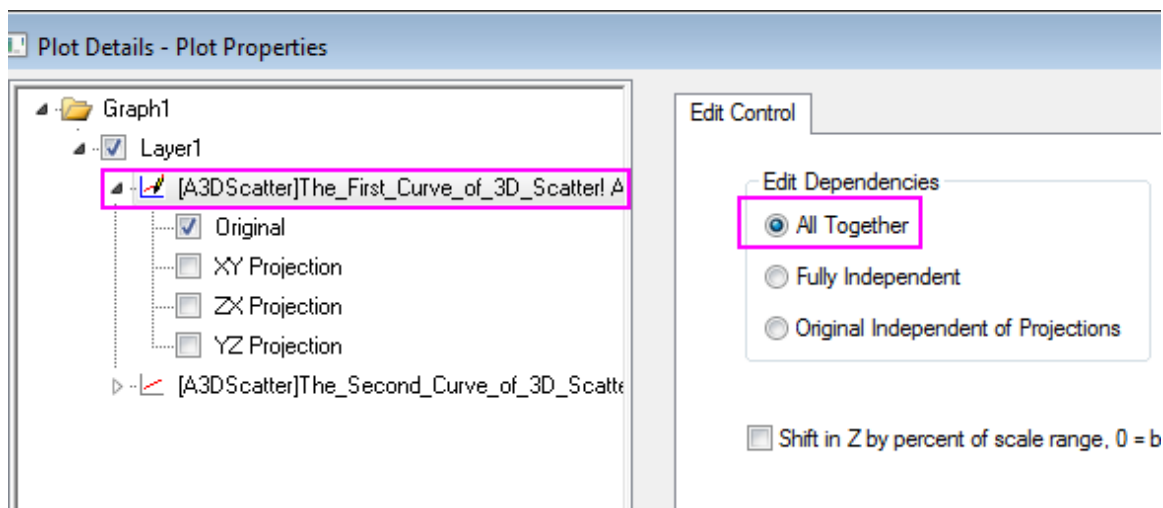 Plot Details - Plot Properties
Graph1
Layer1
[A3DScatter]The_First_Curve_of_3D_Scatter! A
Original
XY Projection
ZX Projection
YZ Projection
[A3DScatter]The_Second_Curve_of_3D_Scatte
Edit Control
Edit Dependencies
All Together
Fully Independent
Original Independent of Projections
Shift in Z by percent of scale range, 0 = b